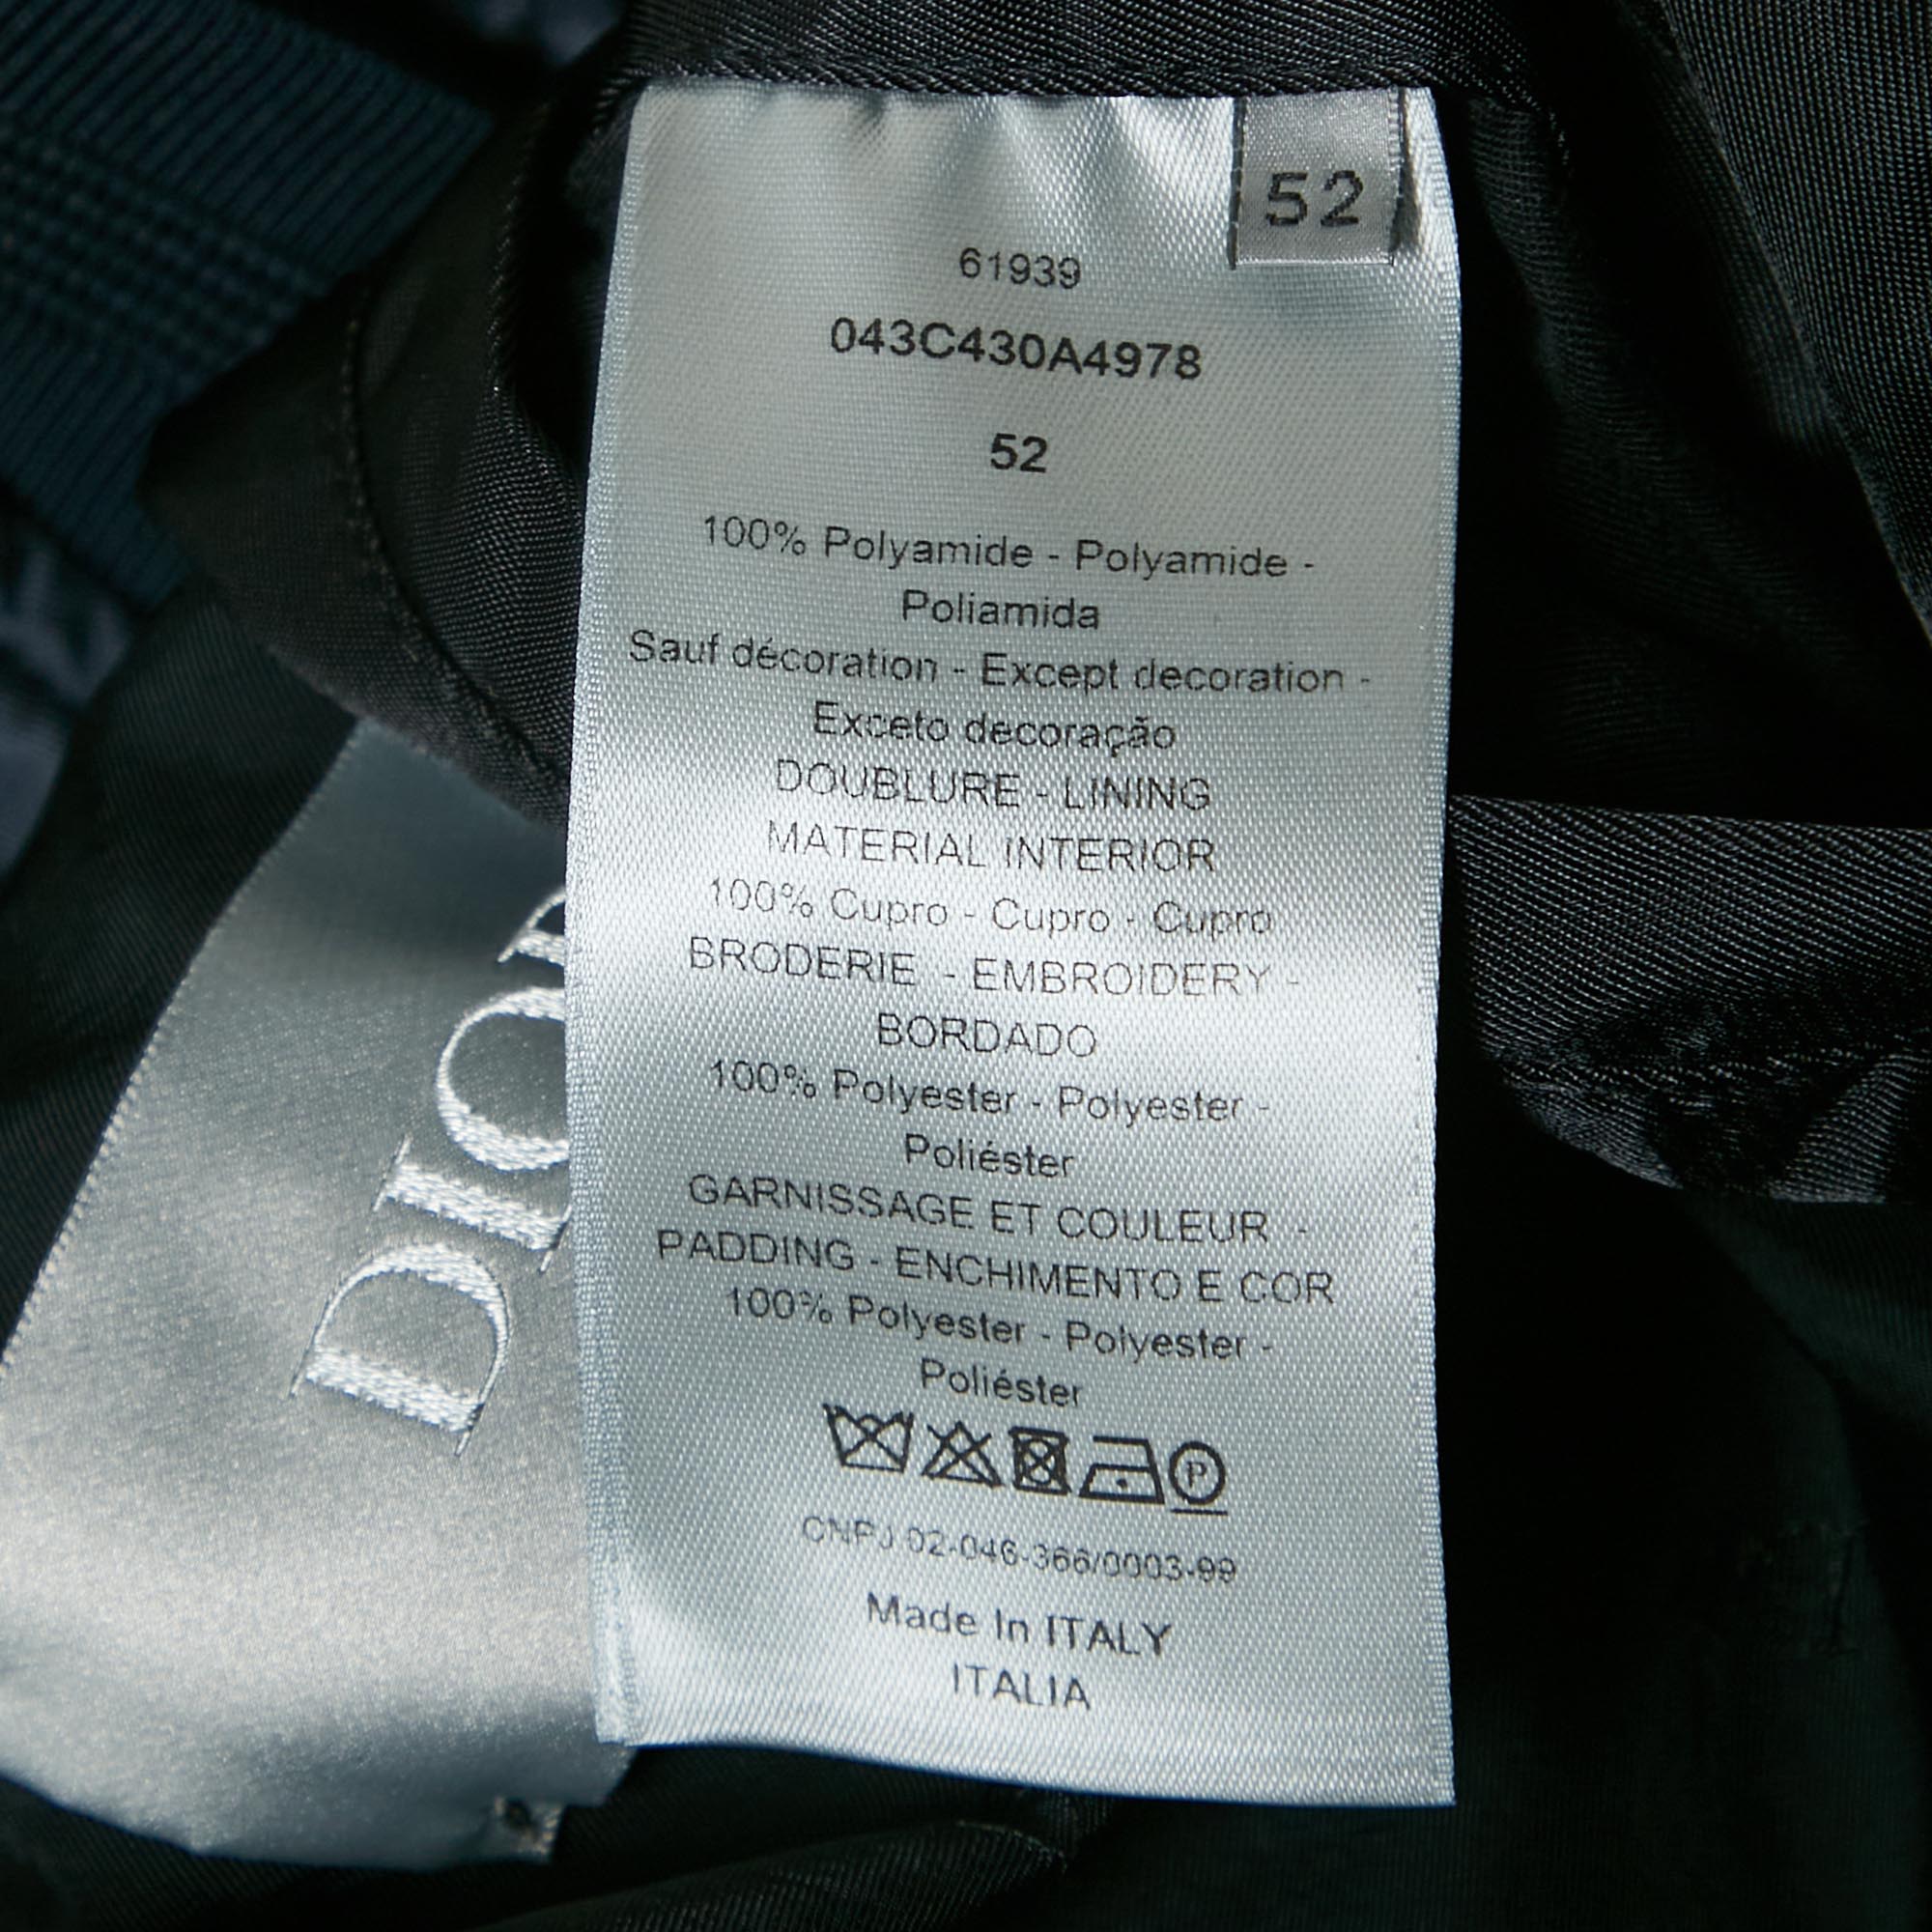 52
61939
043C430A4978
52
100% Polyamide - Polyamide -
Poliamida
Sauf décoration - Except decoration -
Exceto decoração
DOUBLURE - LINING
MATERIAL INTERIOR
100% Cupro - Cupro - Cupro
BRODERIE - EMBROIDERY -
BORDADO
100% Polyester - Polyester -
Poliéster
GARNISSAGE ET COULEUR -
PADDING - ENCHIMENTO E COR
100% Polyester - Polyester -
Poliéster
P
CNPJ 02-046-366/0003-99
Made In ITALY
ITALIA
DIOR